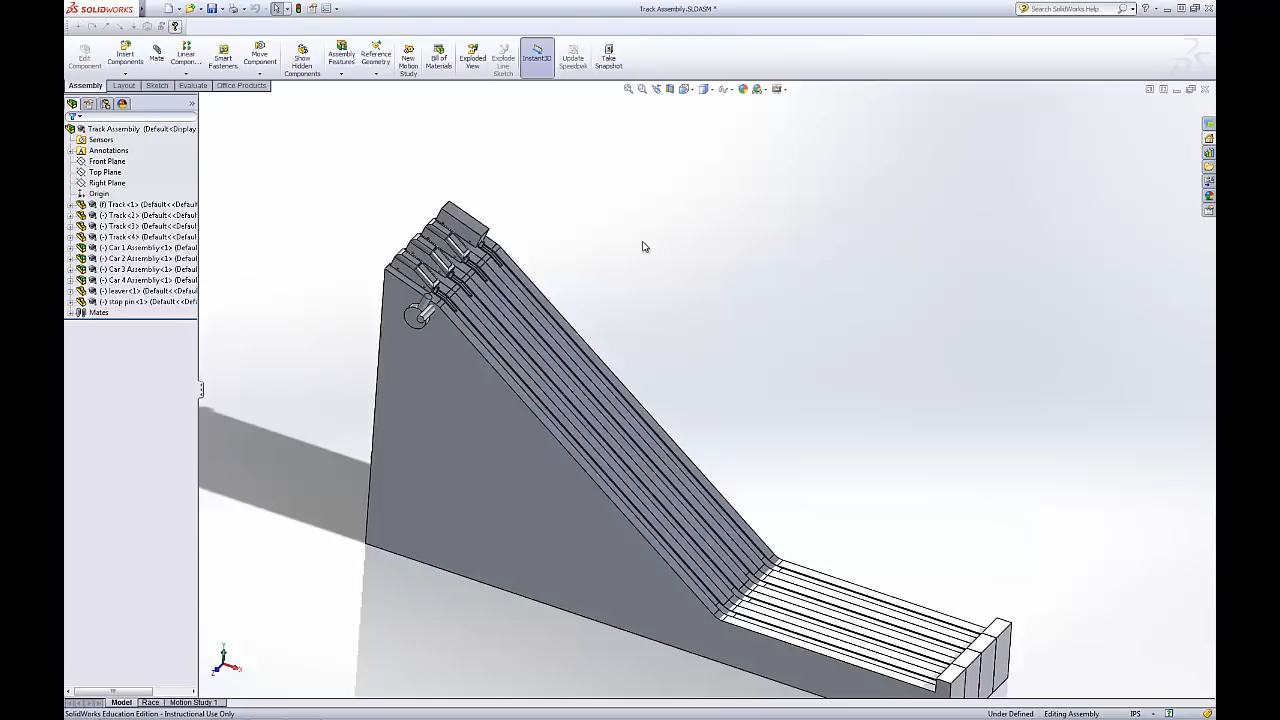 SOLIDWORKS
Track Assembly.SLDASM *
Search SolidWorks Help
Edit Component
Insert Components
Mate
Linear Compon...
Smart Fasteners
Move Component
Show Hidden Components
Assembly Features
Reference Geometry
New Motion Study
Bill of Materials
Exploded View
Explode Line Sketch
Instant3D
Update Speedpak
Take Snapshot
Assembly
Layout
Sketch
Evaluate
Office Products
Track Assembly (Default<Display
Sensors
Annotations
Front Plane
Top Plane
Right Plane
Origin
(f) Track<1> (Default<<Default
(-) Track<2> (Default<<Default
(-) Track<3> (Default<<Default
(-) Track<4> (Default<<Default
(-) Car 1 Assembly<1> (Defaul
(-) Car 2 Assembly<1> (Defaul
(-) Car 3 Assembly<1> (Defaul
(-) Car 4 Assembly<1> (Defaul
(-) leaver<1> (Default<<Defaul
(-) stop pin<1> (Default<<Defa
Mates
Y
X
Z
Model
Race
Motion Study 1
SolidWorks Education Edition - Instructional Use Only
Under Defined
Editing Assembly
IPS